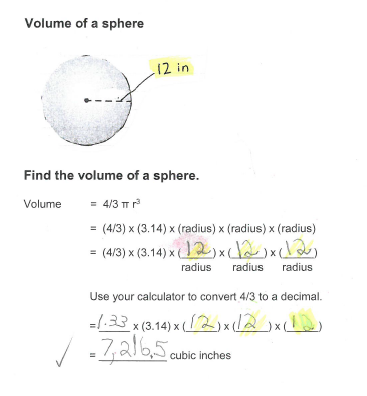 Volume of a sphere
12 in
Find the volume of a sphere.
Volume = 4/3 π r³
= (4/3) x (3.14) x (radius) x (radius) x (radius)
= (4/3) x (3.14) x (12) x (12) x (12)
radius radius radius
Use your calculator to convert 4/3 to a decimal.
= 1.33 x (3.14) x (12) x (12) x (12)
= 7,216.5 cubic inches